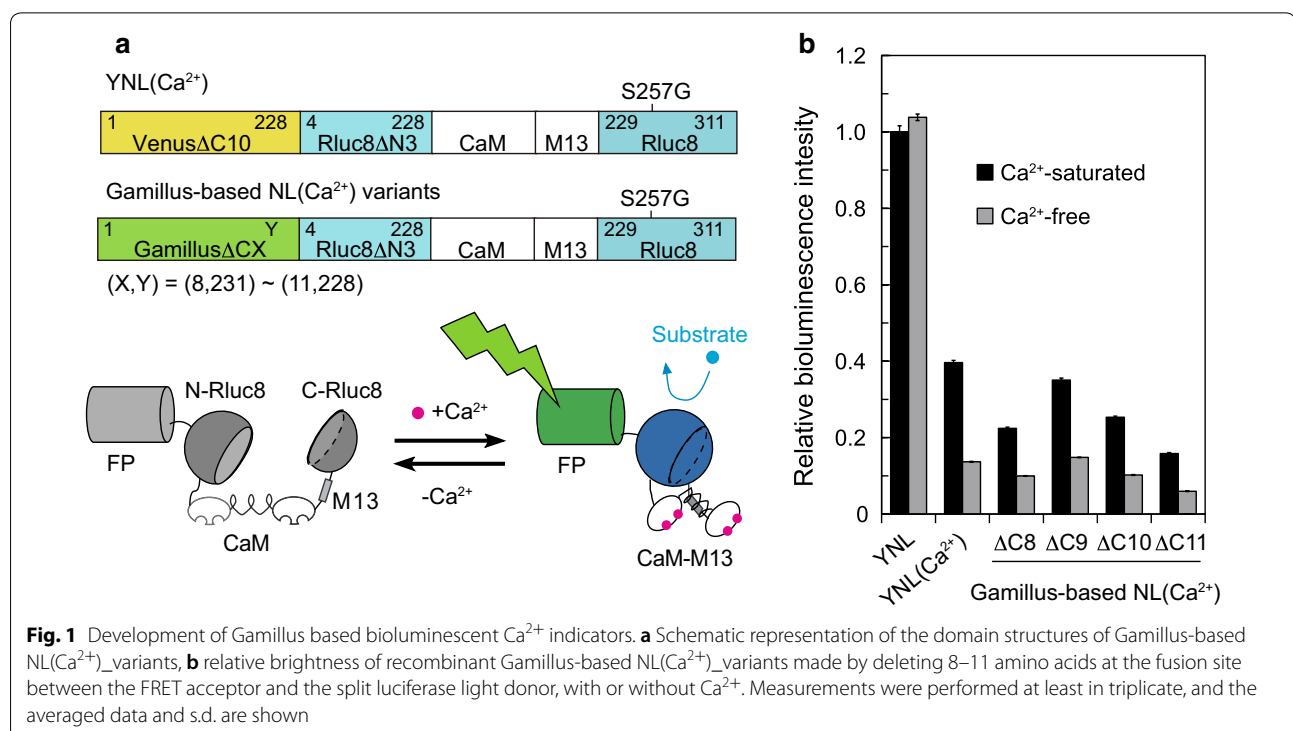 a
YNL(Ca²⁺)
S257G
1 228 4 228 229 311
VenusΔC10 Rluc8ΔN3 CaM M13 Rluc8
Gamillus-based NL(Ca²⁺) variants
S257G
1 Y 4 228 229 311
GamillusΔCX Rluc8ΔN3 CaM M13 Rluc8
(X,Y) = (8,231) ~ (11,228)
Substrate
N-Rluc8 C-Rluc8
+Ca²⁺
FP FP
-Ca²⁺
M13
CaM
CaM-M13
b
Relative bioluminescence intesity
1.2
1.0
0.8
0.6
0.4
0.2
0
Ca²⁺-saturated
Ca²⁺-free
YNL
YNL(Ca²⁺)
ΔC8 ΔC9 ΔC10 ΔC11
Gamillus-based NL(Ca²⁺)
Fig. 1 Development of Gamillus based bioluminescent Ca²⁺ indicators. a Schematic representation of the domain structures of Gamillus-based
NL(Ca²⁺)_variants, b relative brightness of recombinant Gamillus-based NL(Ca²⁺)_variants made by deleting 8–11 amino acids at the fusion site
between the FRET acceptor and the split luciferase light donor, with or without Ca²⁺. Measurements were performed at least in triplicate, and the
averaged data and s.d. are shown